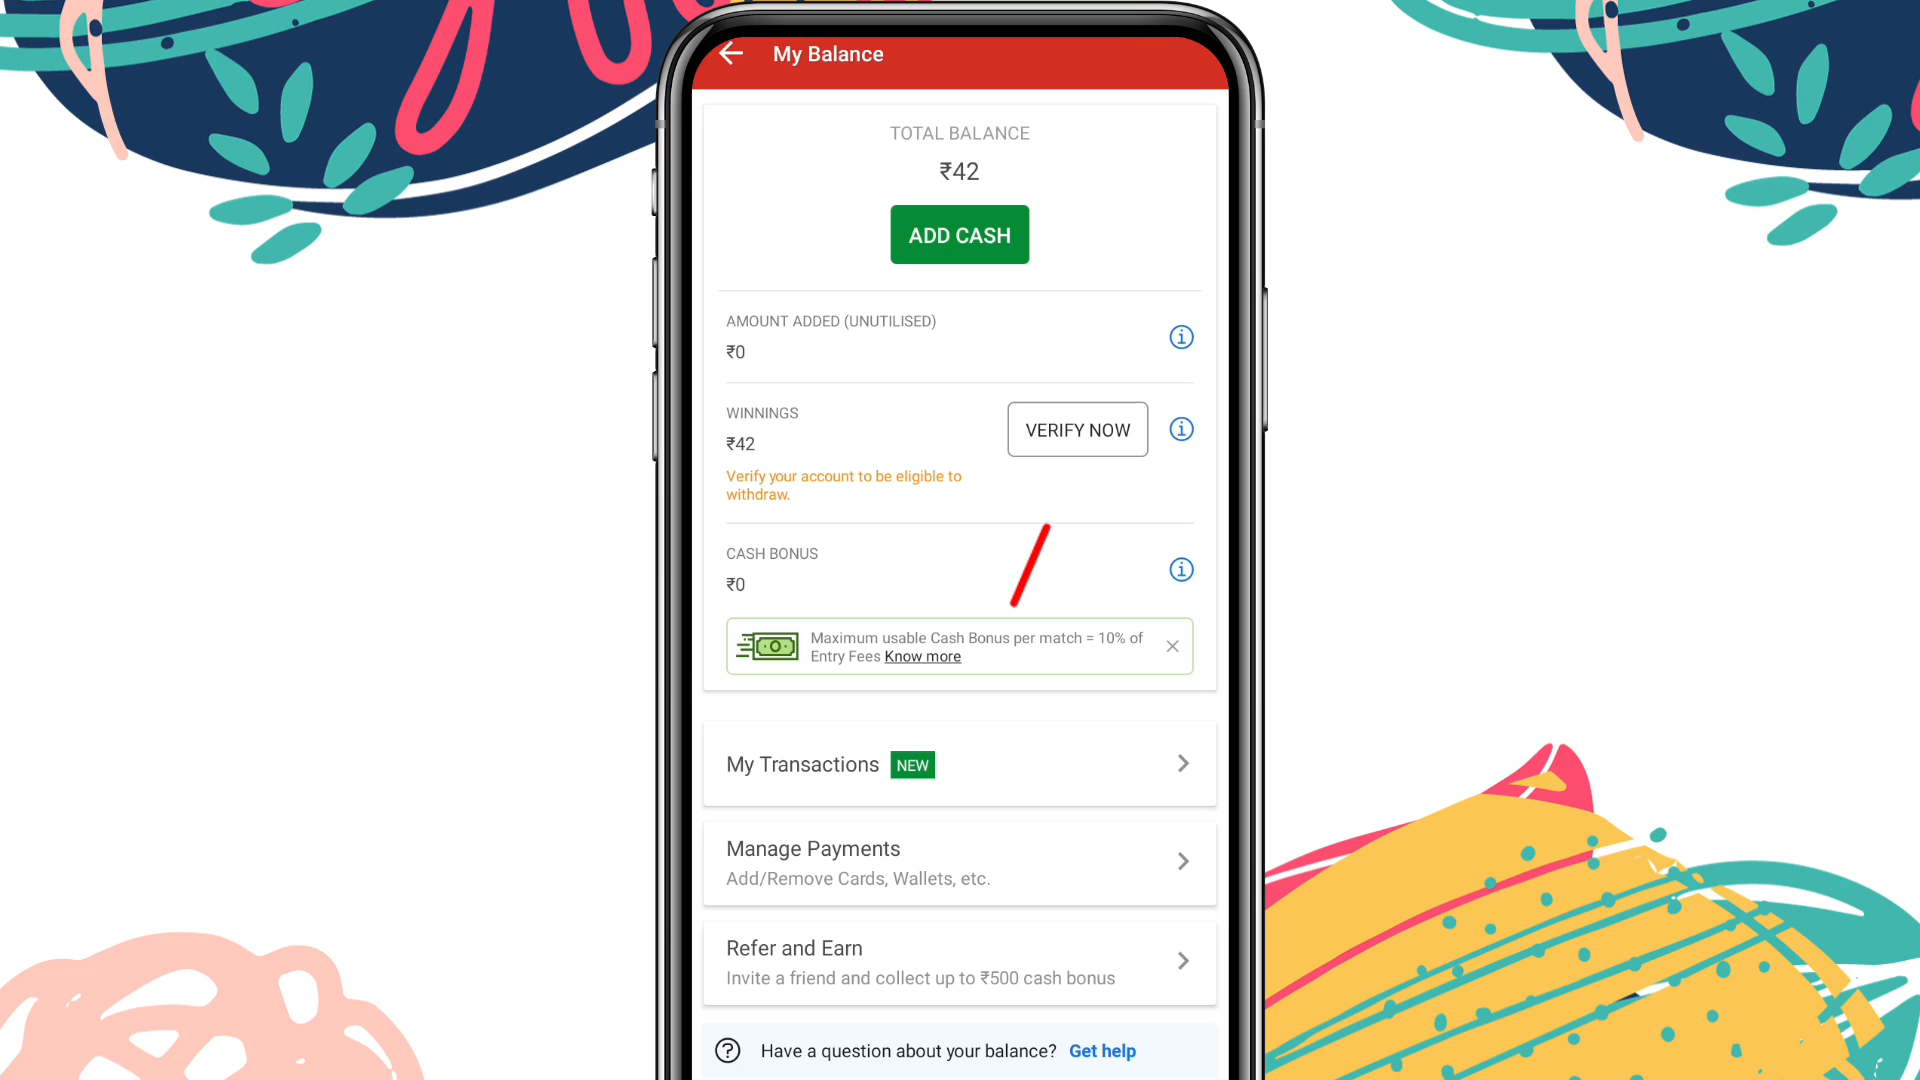 My Balance
TOTAL BALANCE
₹42
ADD CASH
AMOUNT ADDED (UNUTILISED)
₹0
WINNINGS
₹42
VERIFY NOW
Verify your account to be eligible to
withdraw.
CASH BONUS
₹0
Maximum usable Cash Bonus per match = 10% of
Entry Fees Know more
My Transactions NEW
Manage Payments
Add/Remove Cards, Wallets, etc.
Refer and Earn
Invite a friend and collect up to ₹500 cash bonus
Have a question about your balance? Get help